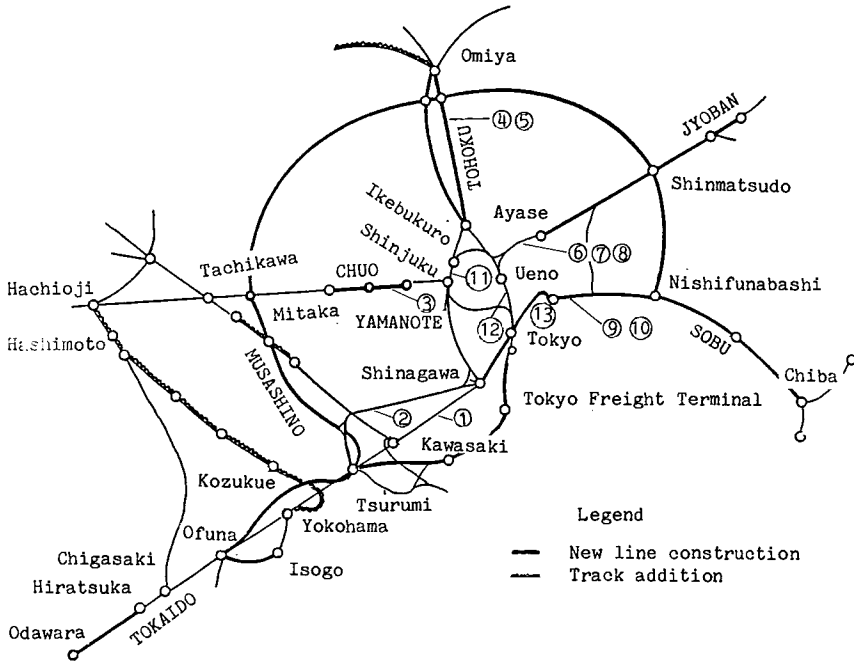 Omiya
④⑤
TOHOKU
JYOBAN
Shinmatsudo
Ikebukuro
Ayase
Shinjuku
⑥⑦⑧
Tachikawa
CHUO
⑪
Ueno
Hachioji
Mitaka
③
YAMANOTE
Nishifunabashi
⑫
⑬
Tokyo
⑨⑩
SOBU
Hashimoto
MUSASHINO
Shinagawa
Chiba
②
①
Tokyo Freight Terminal
Kawasaki
Kozukue
Tsurumi
Ofuna
Yokohama
Legend
Chigasaki
Isogo
New line construction
Hiratsuka
Track addition
TOKAIDO
Odawara